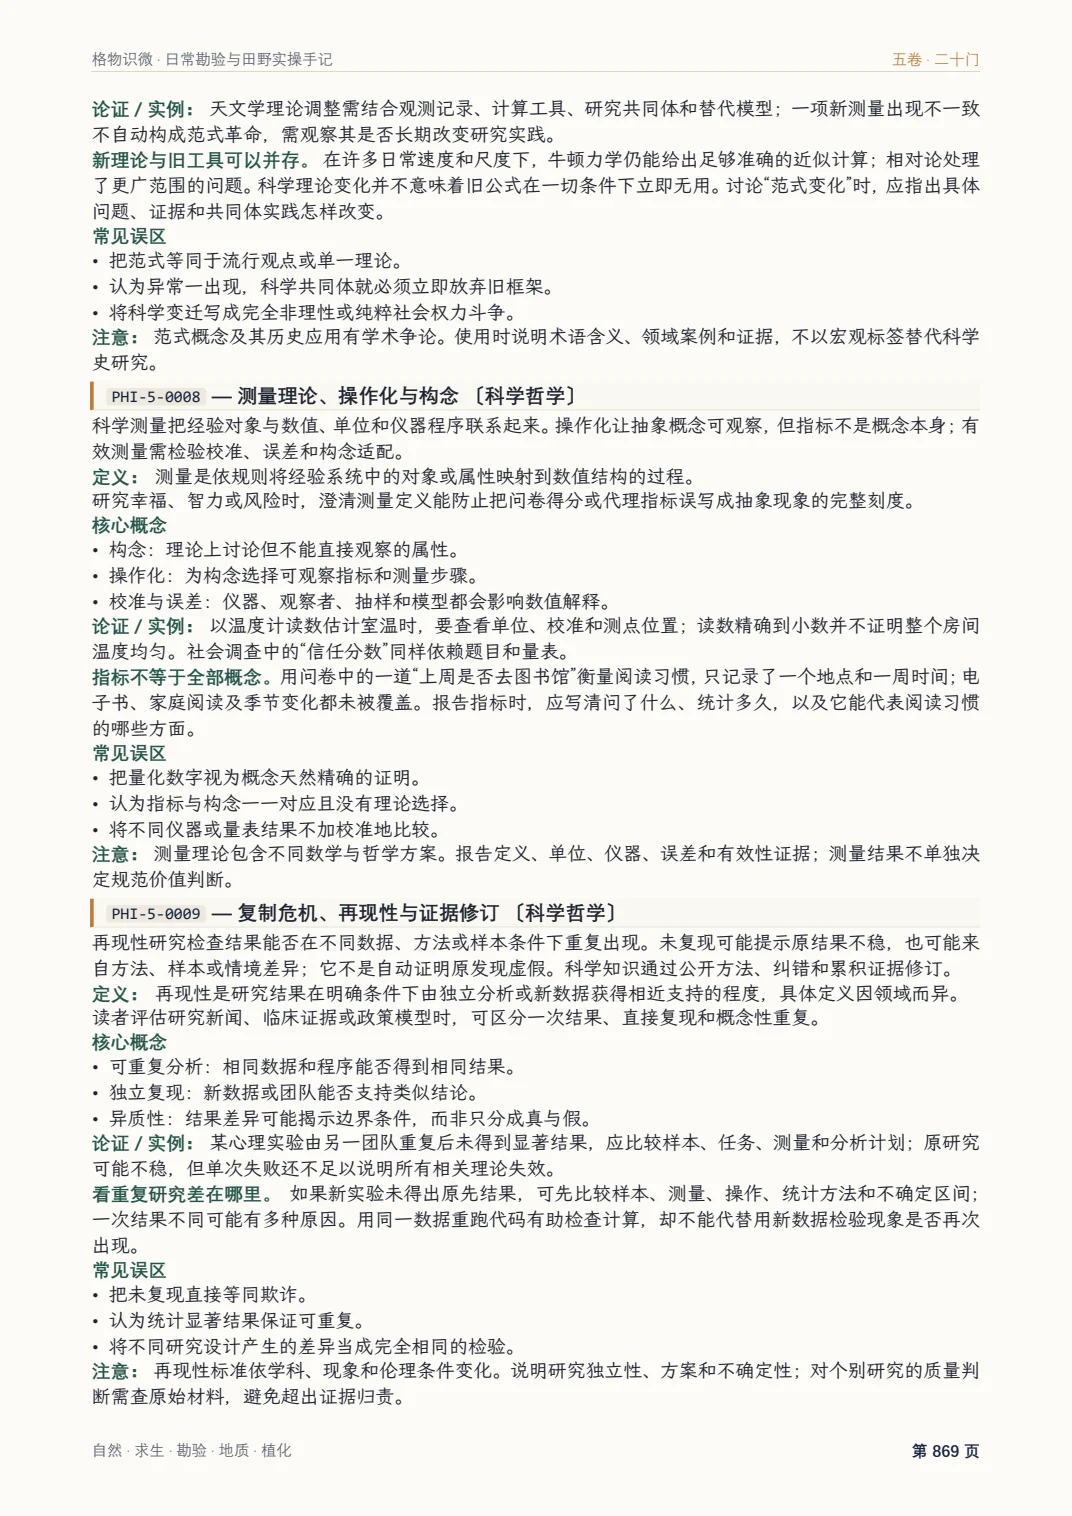 格物识微 · 日常勘验与田野实操手记
五卷 · 二十门
论证 / 实例： 天文学理论调整需结合观测记录、计算工具、研究共同体和替代模型；一项新测量出现不一致
不自动构成范式革命，需观察其是否长期改变研究实践。
新理论与旧工具可以并存。 在许多日常速度和尺度下，牛顿力学仍能给出足够准确的近似计算；相对论处理
了更广范围的问题。科学理论变化并不意味着旧公式在一切条件下立即无用。讨论“范式变化”时，应指出具体
问题、证据和共同体实践怎样改变。
常见误区
• 把范式等同于流行观点或单一理论。
• 认为异常一出现，科学共同体就必须立即放弃旧框架。
• 将科学变迁写成完全非理性或纯粹社会权力斗争。
注意： 范式概念及其历史应用有学术争论。使用时说明术语含义、领域案例和证据，不以宏观标签替代科学
史研究。
PHI-5-0008 — 测量理论、操作化与构念 〔科学哲学〕
科学测量把经验对象与数值、单位和仪器程序联系起来。操作化让抽象概念可观察，但指标不是概念本身；有
效测量需检验校准、误差和构念适配。
定义： 测量是依规则将经验系统中的对象或属性映射到数值结构的过程。
研究幸福、智力或风险时，澄清测量定义能防止把问卷得分或代理指标误写成抽象现象的完整刻度。
核心概念
• 构念：理论上讨论但不能直接观察的属性。
• 操作化：为构念选择可观察指标和测量步骤。
• 校准与误差：仪器、观察者、抽样和模型都会影响数值解释。
论证 / 实例： 以温度计读数估计室温时，要查看单位、校准和测点位置；读数精确到小数并不证明整个房间
温度均匀。社会调查中的“信任分数”同样依赖题目和量表。
指标不等于全部概念。用问卷中的一道“上周是否去图书馆”衡量阅读习惯，只记录了一个地点和一周时间；电
子书、家庭阅读及季节变化都未被覆盖。报告指标时，应写清问了什么、统计多久，以及它能代表阅读习惯
的哪些方面。
常见误区
• 把量化数字视为概念天然精确的证明。
• 认为指标与构念一一对应且没有理论选择。
• 将不同仪器或量表结果不加校准地比较。
注意： 测量理论包含不同数学与哲学方案。报告定义、单位、仪器、误差和有效性证据；测量结果不单独决
定规范价值判断。
PHI-5-0009 — 复制危机、再现性与证据修订 〔科学哲学〕
再现性研究检查结果能否在不同数据、方法或样本条件下重复出现。未复现可能提示原结果不稳，也可能来
自方法、样本或情境差异；它不是自动证明原发现虚假。科学知识通过公开方法、纠错和累积证据修订。
定义： 再现性是研究结果在明确条件下由独立分析或新数据获得相近支持的程度，具体定义因领域而异。
读者评估研究新闻、临床证据或政策模型时，可区分一次结果、直接复现和概念性重复。
核心概念
• 可重复分析：相同数据和程序能否得到相同结果。
• 独立复现：新数据或团队能否支持类似结论。
• 异质性：结果差异可能揭示边界条件，而非只分成真与假。
论证 / 实例： 某心理实验由另一团队重复后未得到显著结果，应比较样本、任务、测量和分析计划；原研究
可能不稳，但单次失败还不足以说明所有相关理论失效。
看重复研究差在哪里。 如果新实验未得出原先结果，可先比较样本、测量、操作、统计方法和不确定区间；
一次结果不同可能有多种原因。用同一数据重跑代码有助检查计算，却不能代替用新数据检验现象是否再次
出现。
常见误区
• 把未复现直接等同欺诈。
• 认为统计显著结果保证可重复。
• 将不同研究设计产生的差异当成完全相同的检验。
注意： 再现性标准依学科、现象和伦理条件变化。说明研究独立性、方案和不确定性；对个别研究的质量判
断需查原始材料，避免超出证据归责。
自然 · 求生 · 勘验 · 地质 · 植化
第 869 页